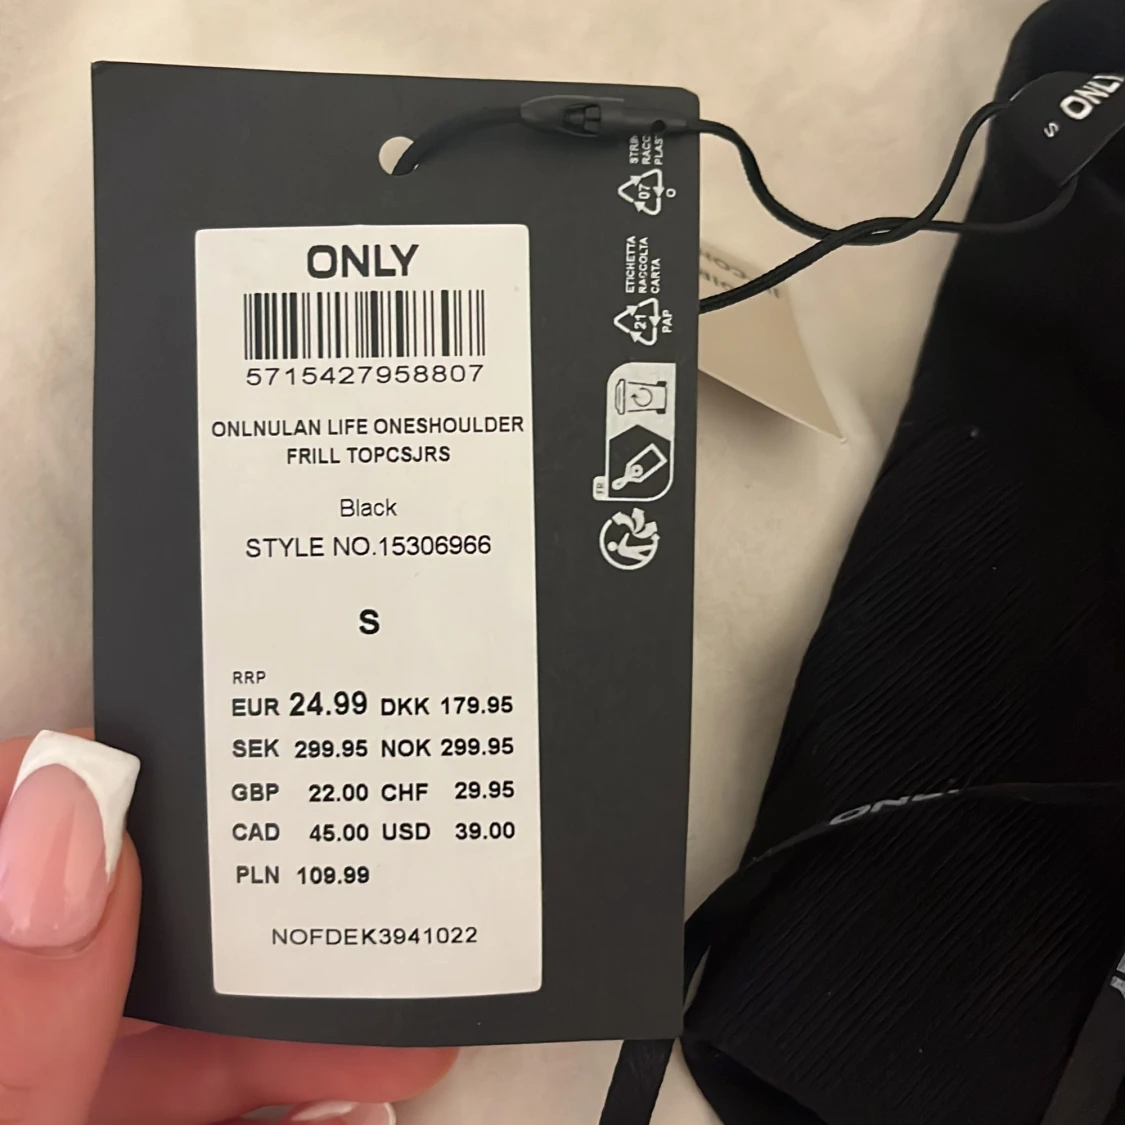 ONLY
5715427958807
ONLNULAN LIFE ONESHOULDER
FRILL TOPCSJRS
Black
STYLE NO.15306966
S
RRP
EUR 24.99 DKK 179.95
SEK 299.95 NOK 299.95
GBP 22.00 CHF 29.95
CAD 45.00 USD 39.00
PLN 109.99
NOFDEK3941022
07
O
ETICHETTA
RACCOLTA
CARTA
21
PAP
FR
ONLY
S